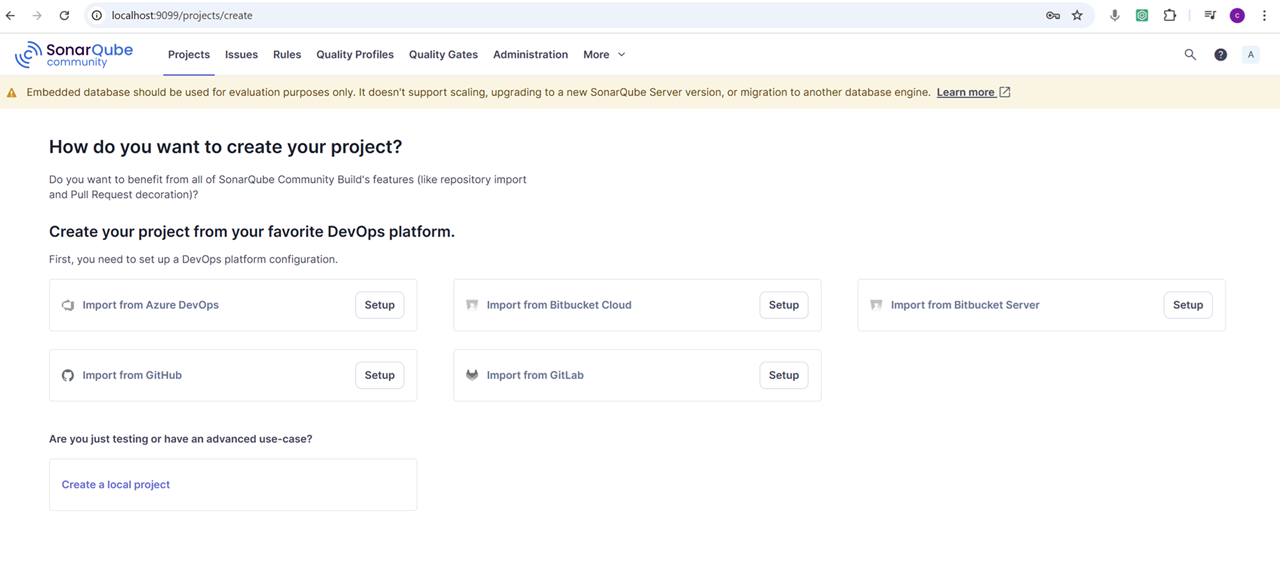 localhost:9099/projects/create
C
SonarQube community Projects Issues Rules Quality Profiles Quality Gates Administration More ? A
Embedded database should be used for evaluation purposes only. It doesn't support scaling, upgrading to a new SonarQube Server version, or migration to another database engine. Learn more
How do you want to create your project?
Do you want to benefit from all of SonarQube Community Build's features (like repository import
and Pull Request decoration)?
Create your project from your favorite DevOps platform.
First, you need to set up a DevOps platform configuration.
Import from Azure DevOps Setup Import from Bitbucket Cloud Setup Import from Bitbucket Server Setup
Import from GitHub Setup Import from GitLab Setup
Are you just testing or have an advanced use-case?
Create a local project